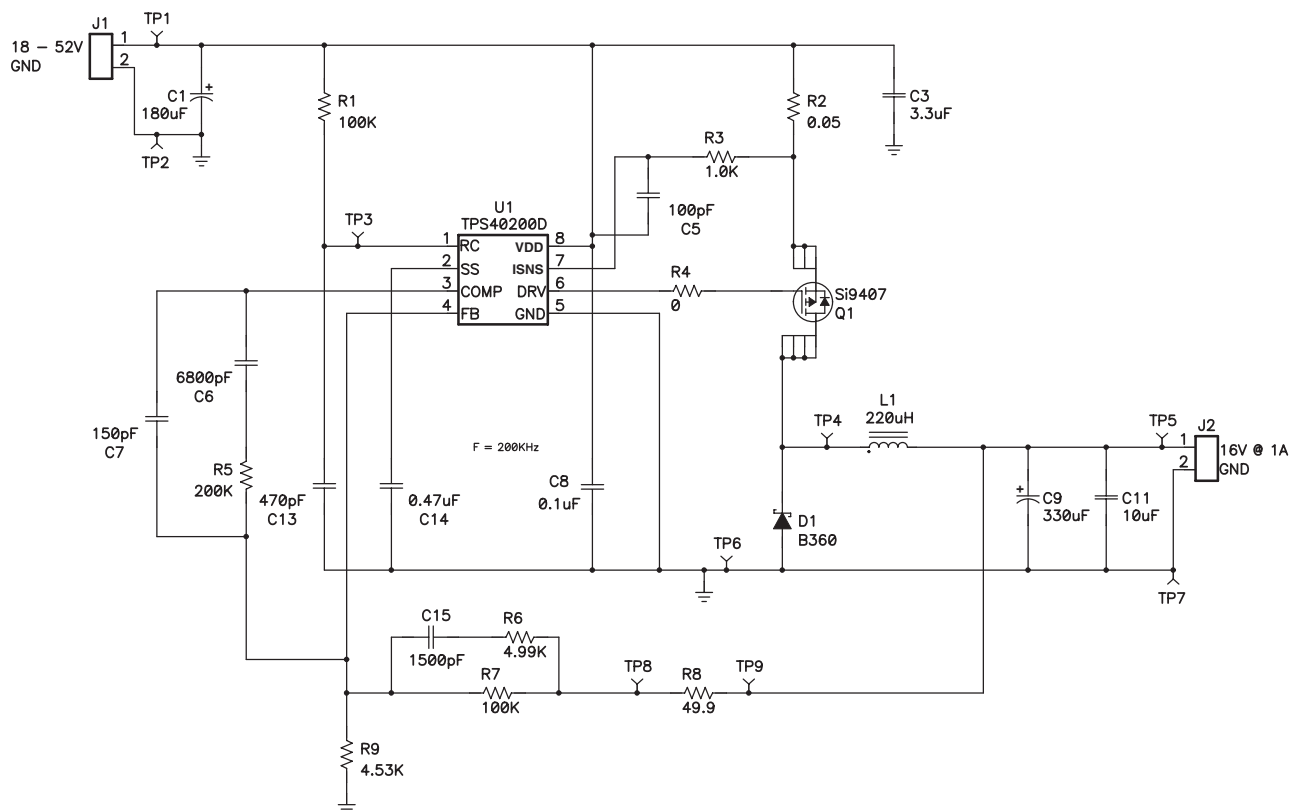 TP1
J1
18 – 52V
GND
1
2
C1
180uF
+
TP2
R1
100K
R2
0.05
C3
3.3uF
R3
1.0K
100pF
C5
U1
TPS40200D
TP3
1
RC
VDD
8
2
SS
ISNS
7
3
COMP
DRV
6
4
FB
GND
5
R4
0
Si9407
Q1
6800pF
C6
150pF
C7
R5
200K
470pF
C13
0.47uF
C14
F = 200KHz
C8
0.1uF
TP4
L1
220uH
TP5
J2
1
2
16V @ 1A
GND
D1
B360
+
C9
330uF
C11
10uF
TP6
TP7
C15
1500pF
R6
4.99K
R7
100K
TP8
R8
49.9
TP9
R9
4.53K